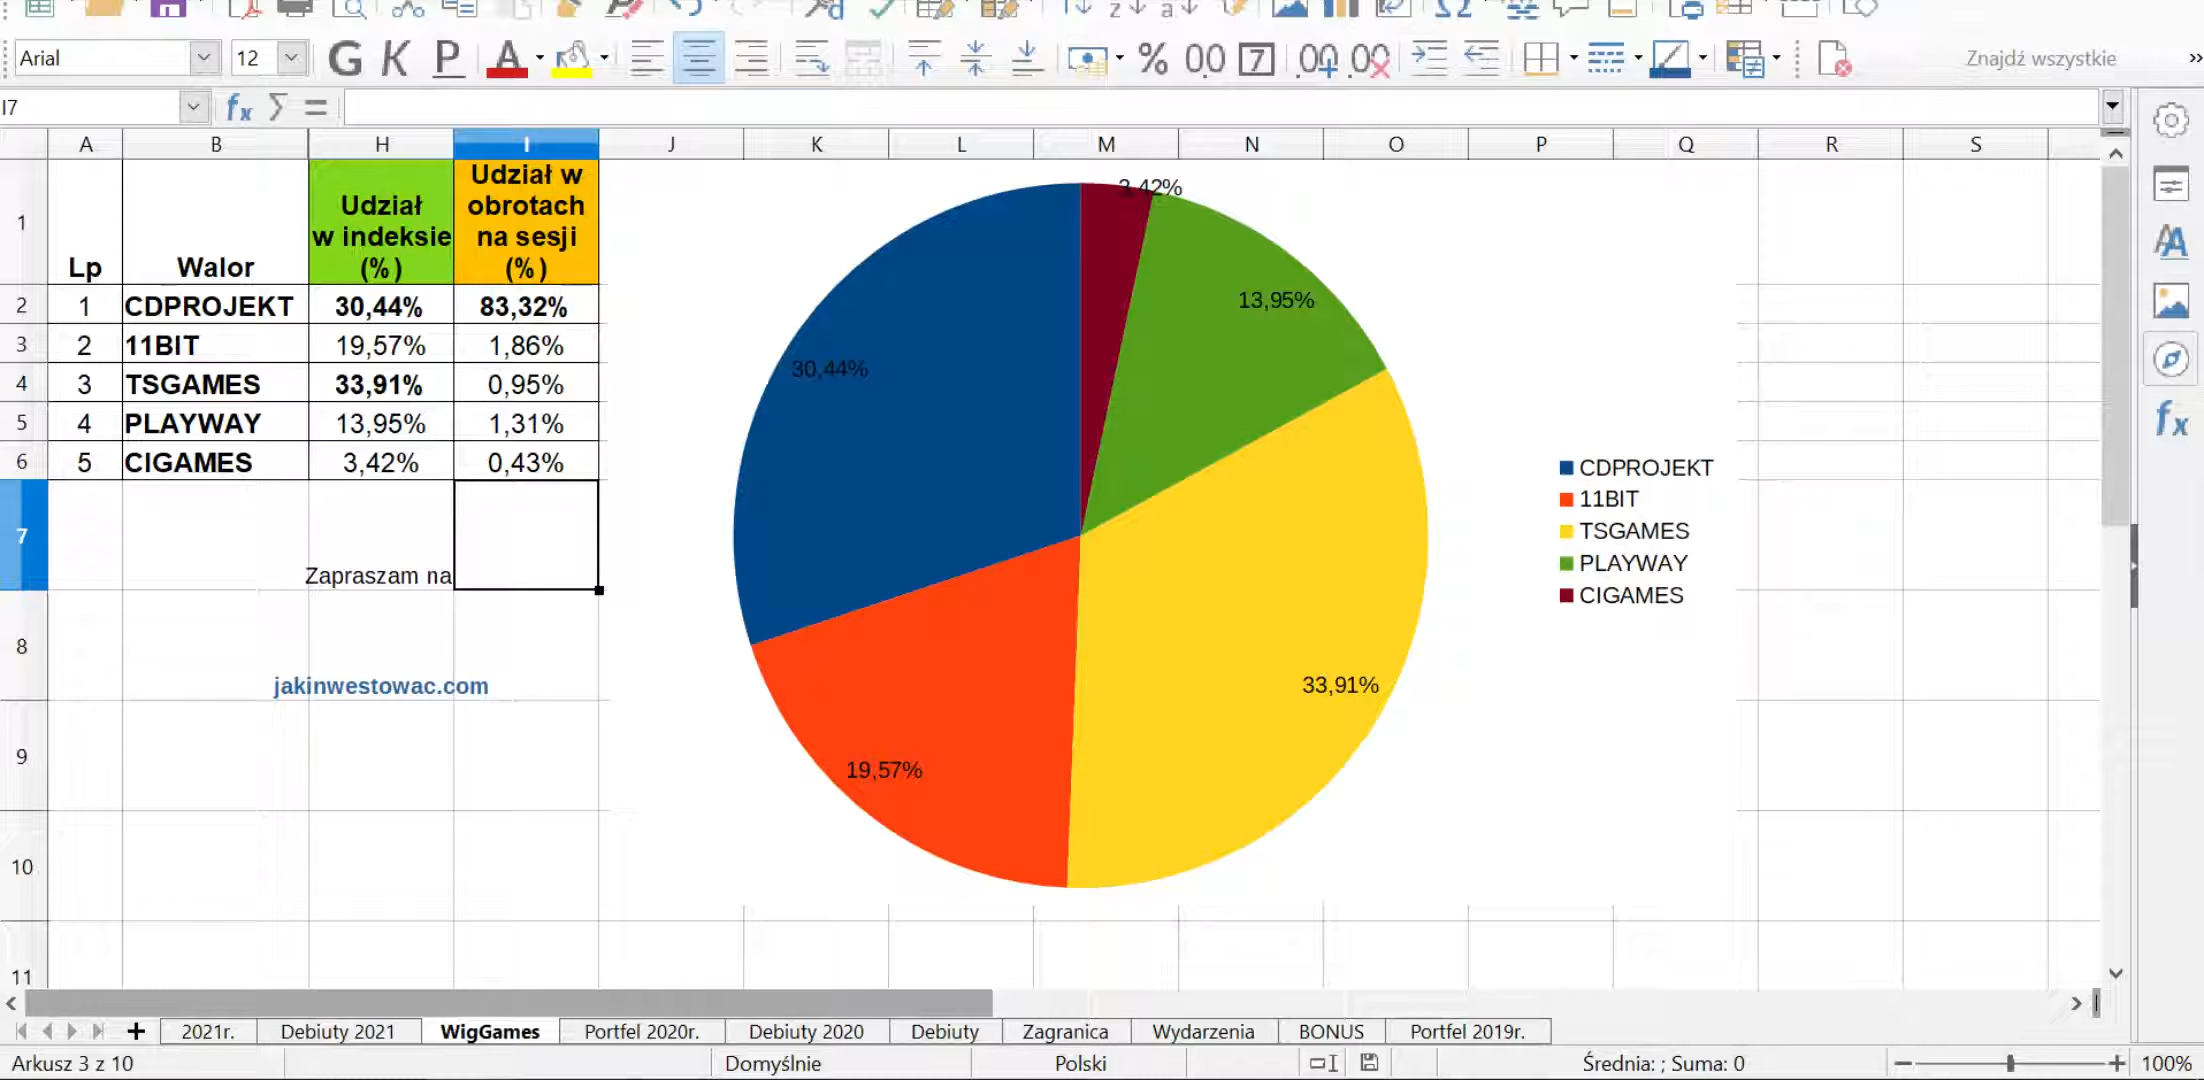 Arial
12
G K P A
% 00 7 00 00
Znajdź wszystkie
I7
fx Σ =
A B H I J K L M N O P Q R S
1
Lp
Walor
Udział
w indeksie
(%)
Udział w
obrotach
na sesji
(%)
2 1 CDPROJEKT 30,44% 83,32%
3 2 11BIT 19,57% 1,86%
4 3 TSGAMES 33,91% 0,95%
5 4 PLAYWAY 13,95% 1,31%
6 5 CIGAMES 3,42% 0,43%
7
Zapraszam na
8
jakinwestowac.com
9
10
11
3,42%
13,95%
30,44%
33,91%
19,57%
CDPROJEKT
11BIT
TSGAMES
PLAYWAY
CIGAMES
2021r. Debiuty 2021 WigGames Portfel 2020r. Debiuty 2020 Debiuty Zagranica Wydarzenia BONUS Portfel 2019r.
Arkusz 3 z 10 Domyślnie Polski Średnia: ; Suma: 0 100%